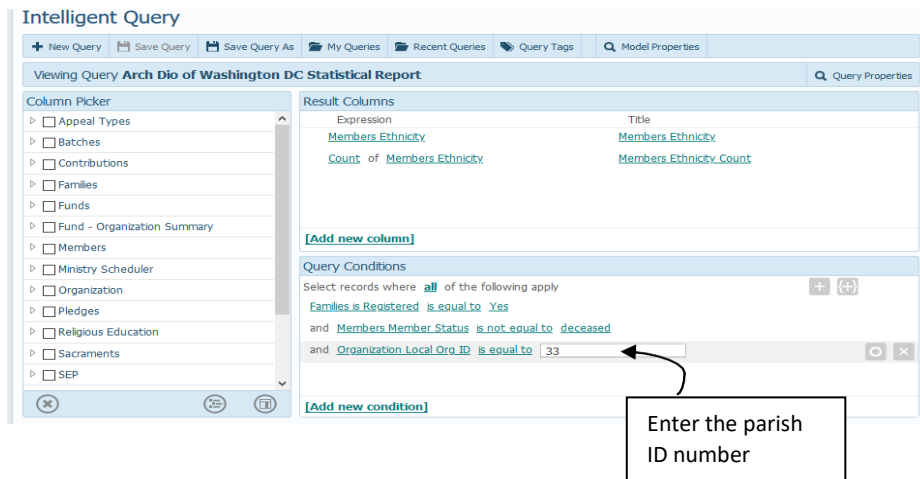 Intelligent Query
New Query Save Query Save Query As My Queries Recent Queries Query Tags Model Properties
Viewing Query Arch Dio of Washington DC Statistical Report Query Properties
Column Picker
Appeal Types
Batches
Contributions
Families
Funds
Fund - Organization Summary
Members
Ministry Scheduler
Organization
Pledges
Religious Education
Sacraments
SEP
Result Columns
Expression Title
Members Ethnicity Members Ethnicity
Count of Members Ethnicity Members Ethnicity Count
[Add new column]
Query Conditions
Select records where all of the following apply
Families is Registered is equal to Yes
and Members Member Status is not equal to deceased
and Organization Local Org ID is equal to 33
[Add new condition]
Enter the parish
ID number